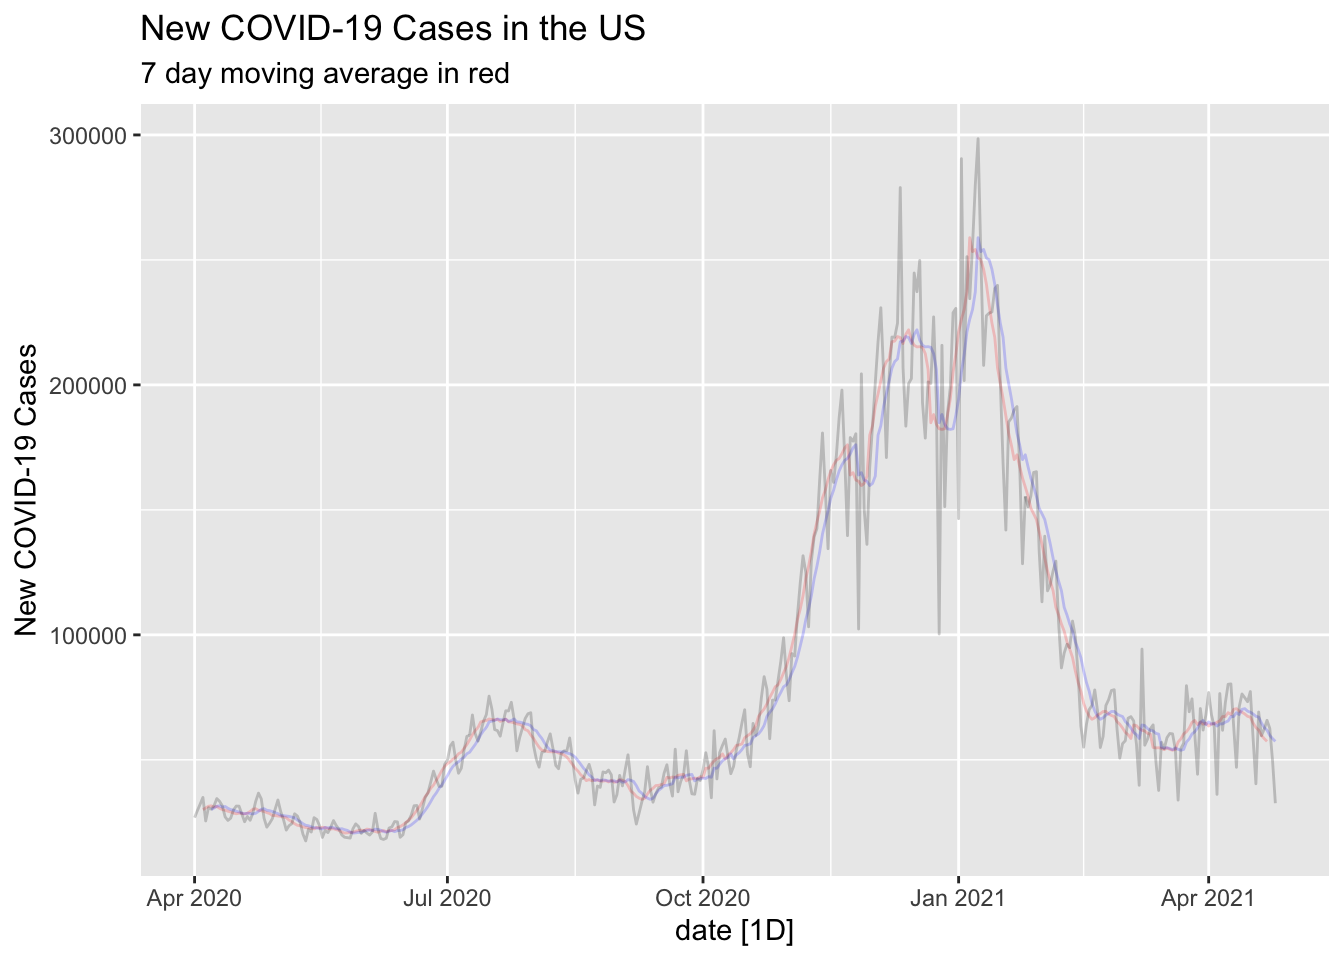 New COVID-19 Cases in the US
7 day moving average in red
New COVID-19 Cases
300000
200000
100000
Apr 2020
Jul 2020
Oct 2020
Jan 2021
Apr 2021
date [1D]